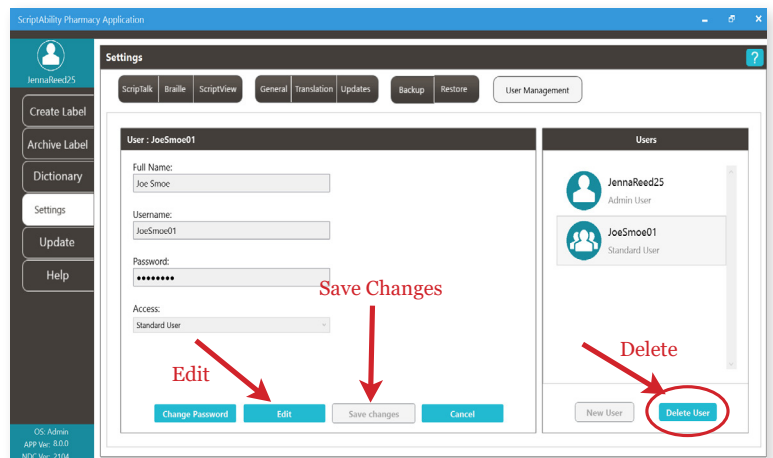 ScriptAbility Pharmacy Application
JennaReed25
Create Label
Archive Label
Dictionary
Settings
Update
Help
OS: Admin
APP Ver: 8.0.0
NDC Ver: 2104
Settings
?
ScripTalk Braille ScriptView General Translation Updates Backup Restore User Management
User : JoeSmoe01
Full Name:
Joe Smoe
Username:
JoeSmoe01
Password:
Access:
Standard User
Save Changes
Edit
Change Password Edit Save changes Cancel
Users
JennaReed25
Admin User
JoeSmoe01
Standard User
Delete
New User Delete User